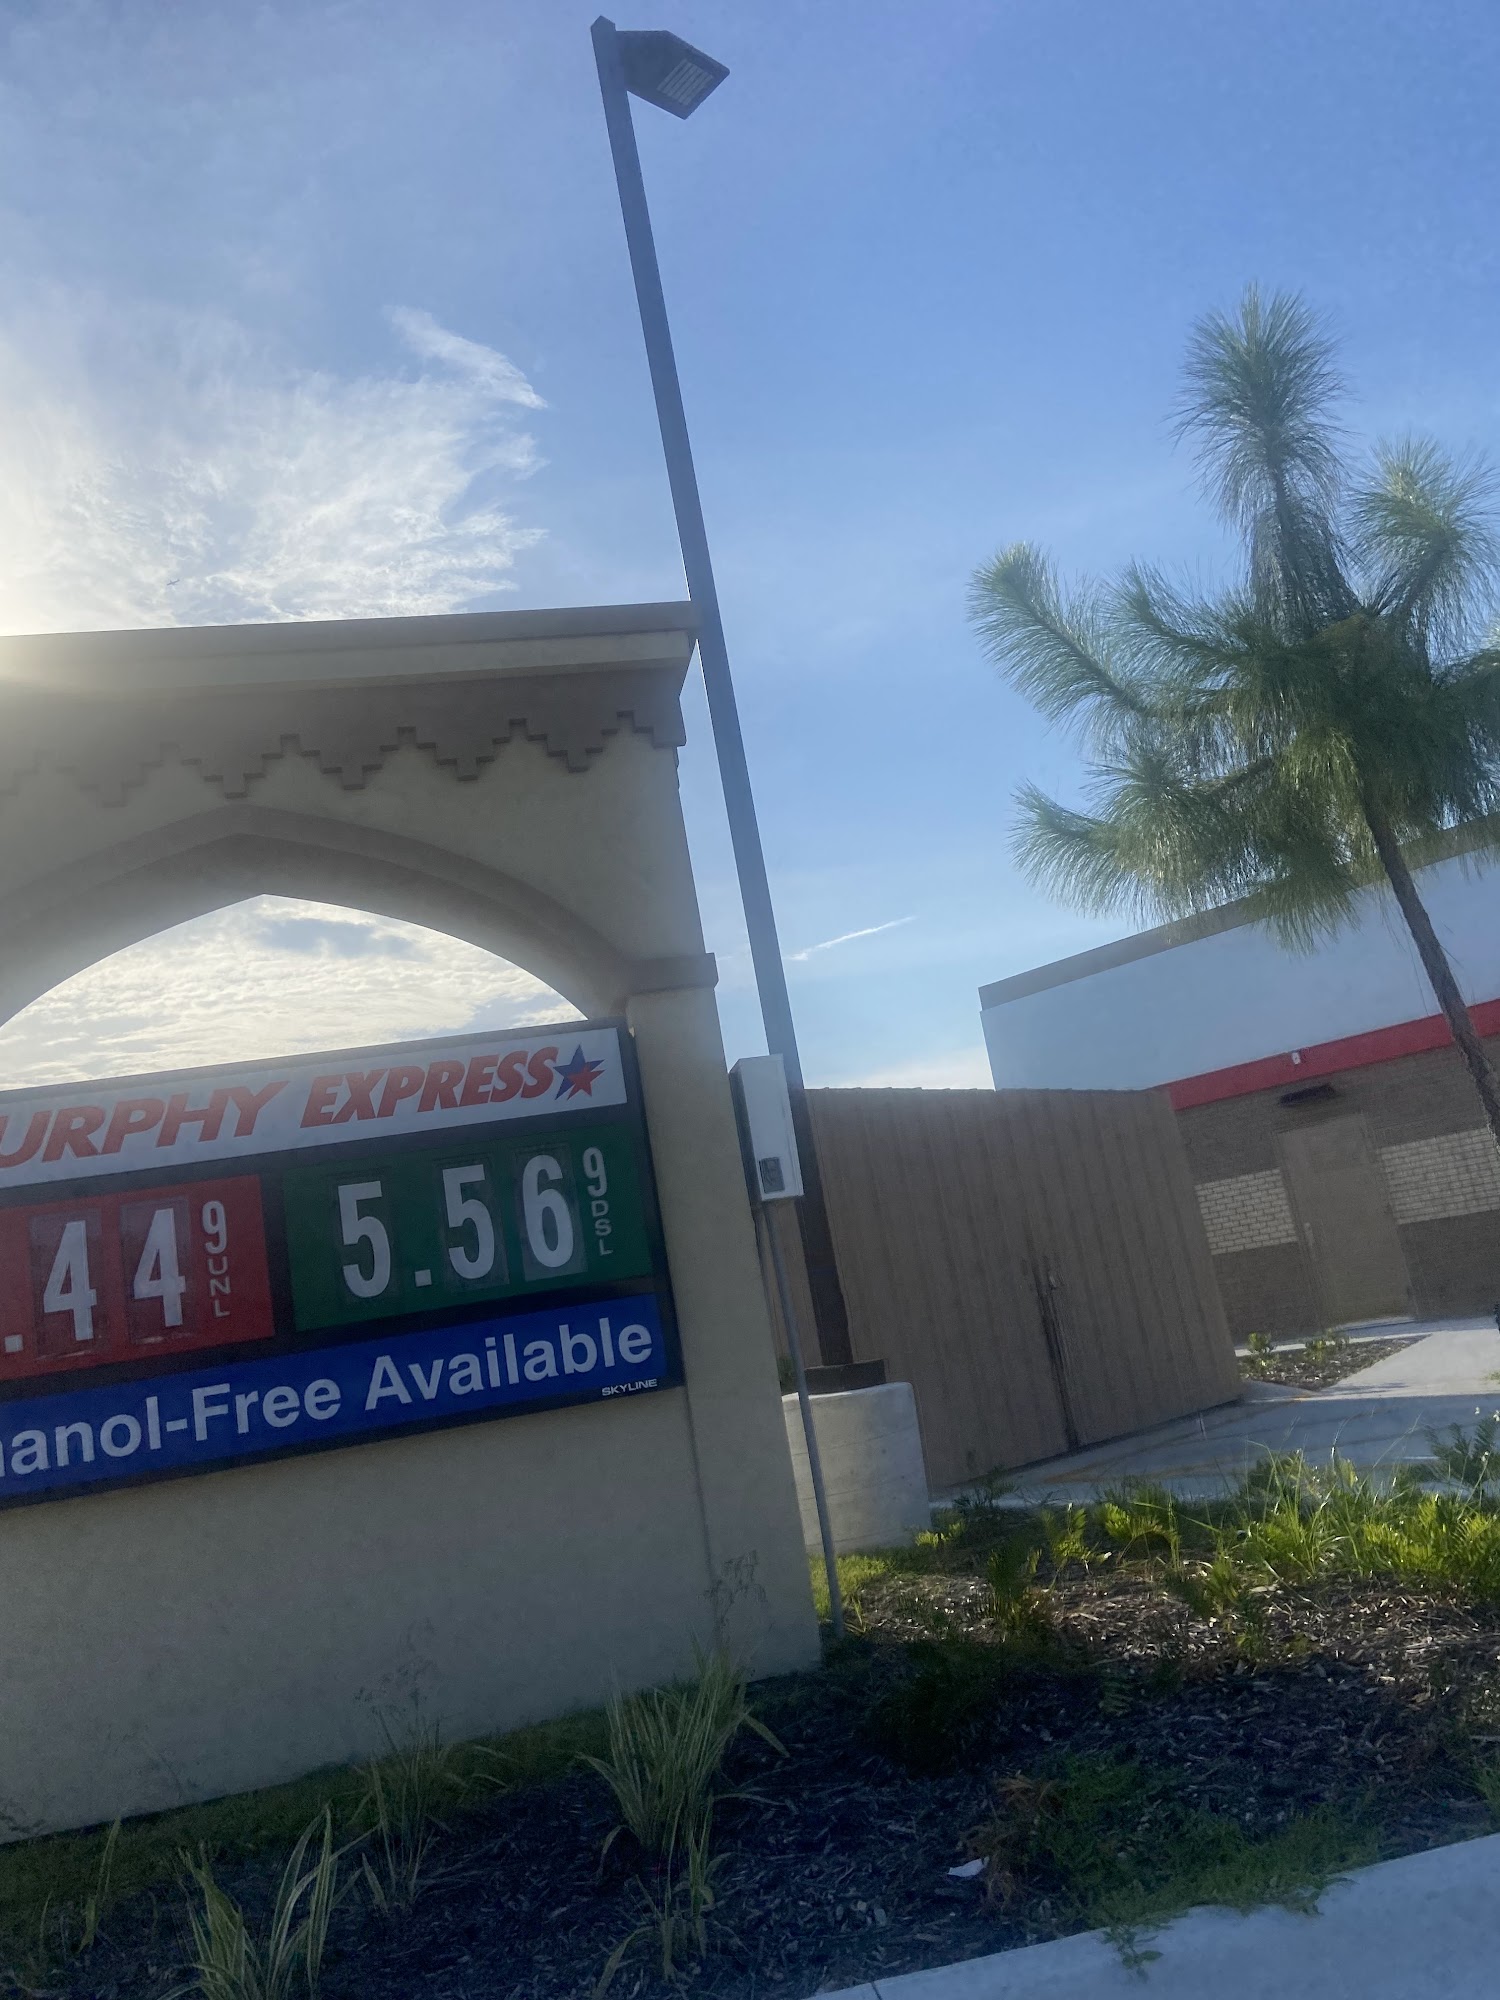 URPHY EXPRESS
.44 9 UNL 5.56 9 DSL
hanol-Free Available
SKYLINE